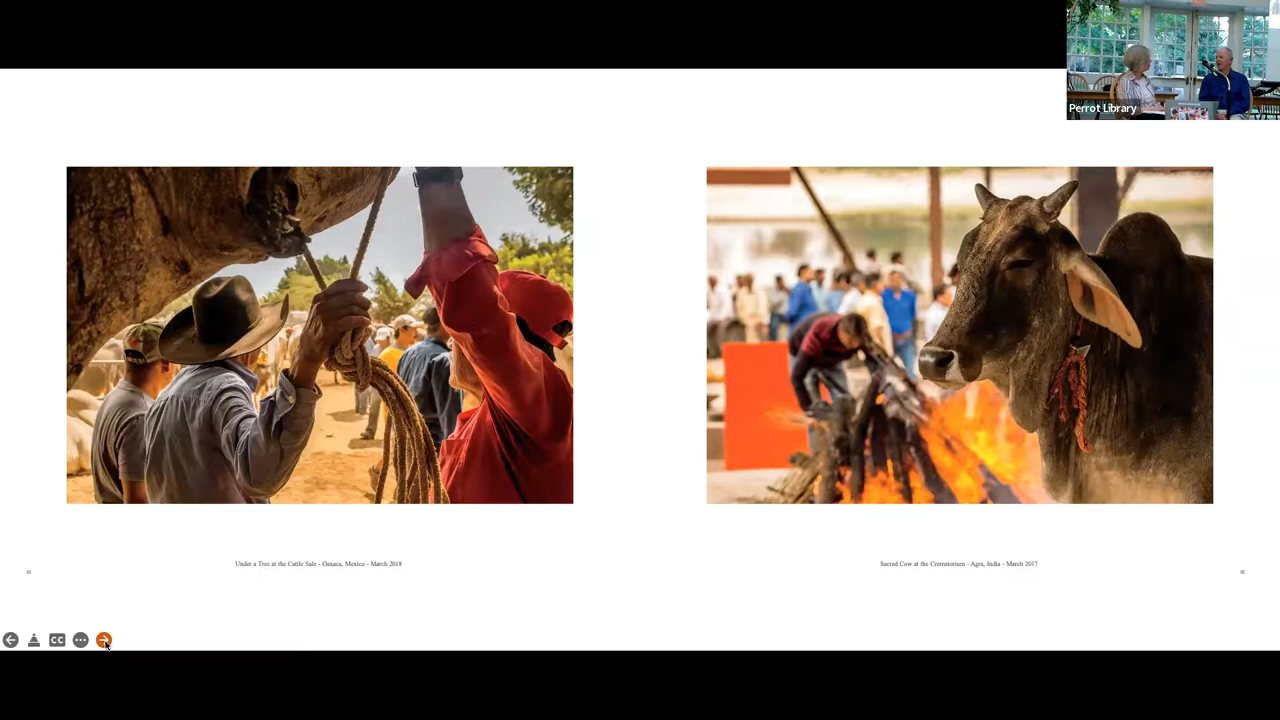 Perrot Library
Under a Tree at the Cattle Sale - Oaxaca, Mexico - March 2018
Sacred Cow at the Crematorium - Agra, India - March 2017
CC